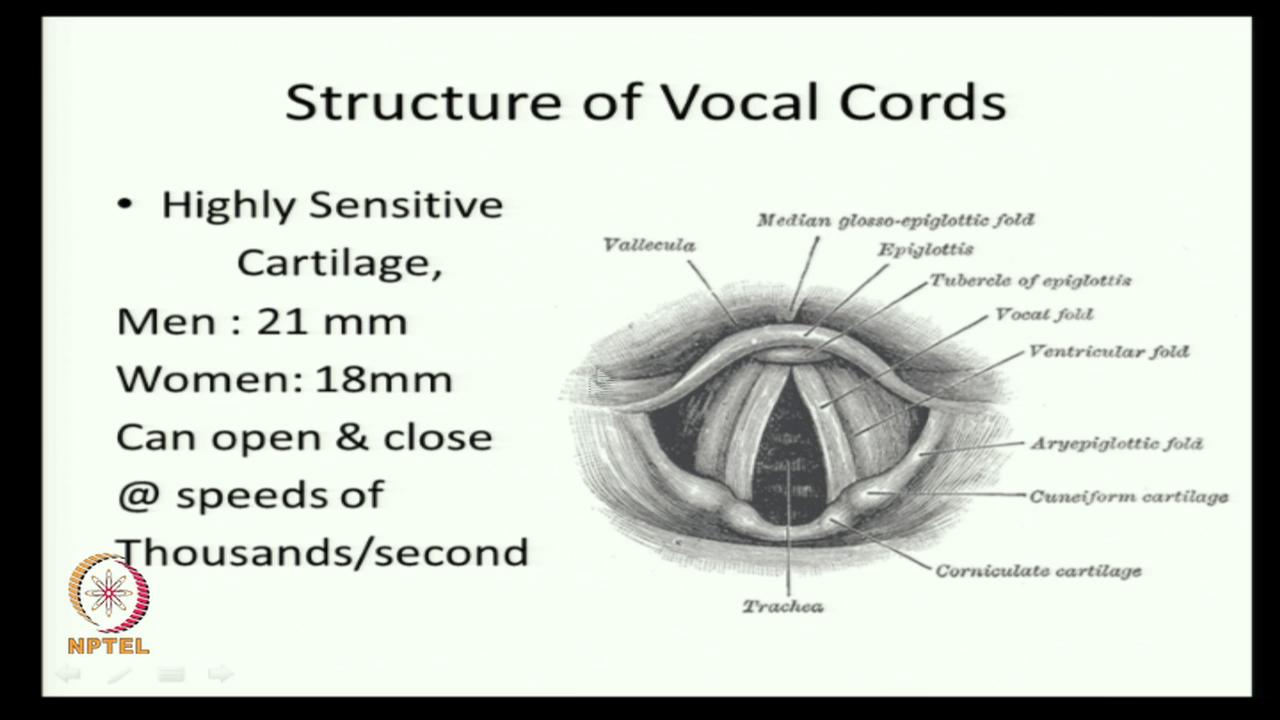 Structure of Vocal Cords
• Highly Sensitive
Cartilage,
Men : 21 mm
Women: 18mm
Can open & close
@ speeds of
Thousands/second
Median glosso-epiglottic fold
Vallecula
Epiglottis
Tubercle of epiglottis
Vocal fold
Ventricular fold
Aryepiglottic fold
Cuneiform cartilage
Corniculate cartilage
Trachea
NPTEL